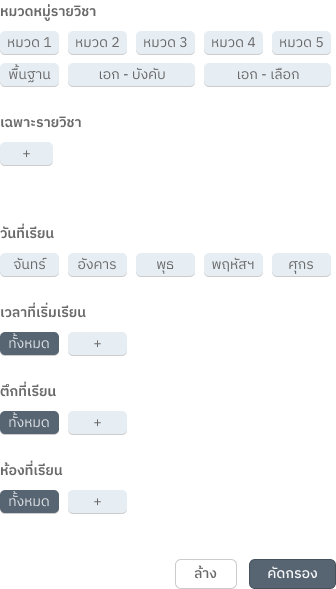 หมวดหมู่รายวิชา
หมวด 1 หมวด 2 หมวด 3 หมวด 4 หมวด 5
พื้นฐาน เอก - บังคับ เอก - เลือก
เฉพาะรายวิชา
+
วันที่เรียน
จันทร์ อังคาร พุธ พฤหัสฯ ศุกร
เวลาที่เริ่มเรียน
ทั้งหมด +
ตึกที่เรียน
ทั้งหมด +
ห้องที่เรียน
ทั้งหมด +
ล้าง คัดกรอง